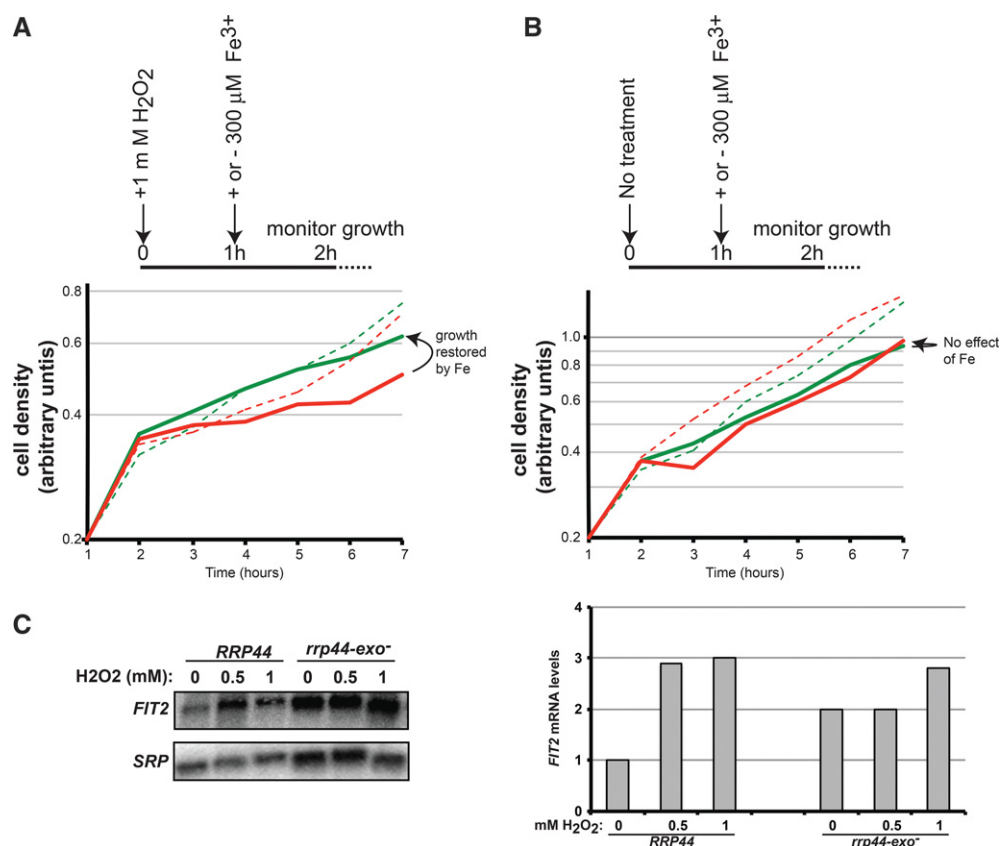 A
+1 m M H2O2
+ or - 300 µM Fe3+
monitor growth
0 1h 2h
cell density
(arbitrary untis)
0.8
0.6
0.4
0.2
growth
restored
by Fe
1 2 3 4 5 6 7
Time (hours)
B
No treatment
+ or - 300 µM Fe3+
monitor growth
0 1h 2h
cell density
(arbitrary untis)
1.0
0.8
0.6
0.4
0.2
No effect
of Fe
1 2 3 4 5 6 7
Time (hours)
C
RRP44 rrp44-exo-
H2O2 (mM): 0 0.5 1 0 0.5 1
FIT2
SRP
FIT2 mRNA levels
4
3
2
1
0
mM H2O2: 0 0.5 1 0 0.5 1
RRP44 rrp44-exo-